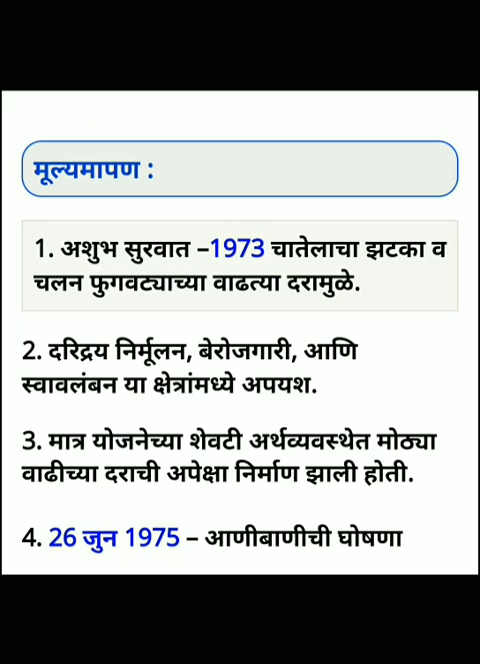 मूल्यमापण :
1. अशुभ सुरवात –1973 चातेलाचा झटका व
चलन फुगवट्याच्या वाढत्या दरामुळे.
2. दरिद्रय निर्मूलन, बेरोजगारी, आणि
स्वावलंबन या क्षेत्रांमध्ये अपयश.
3. मात्र योजनेच्या शेवटी अर्थव्यवस्थेत मोठ्या
वाढीच्या दराची अपेक्षा निर्माण झाली होती.
4. 26 जुन 1975 – आणीबाणीची घोषणा